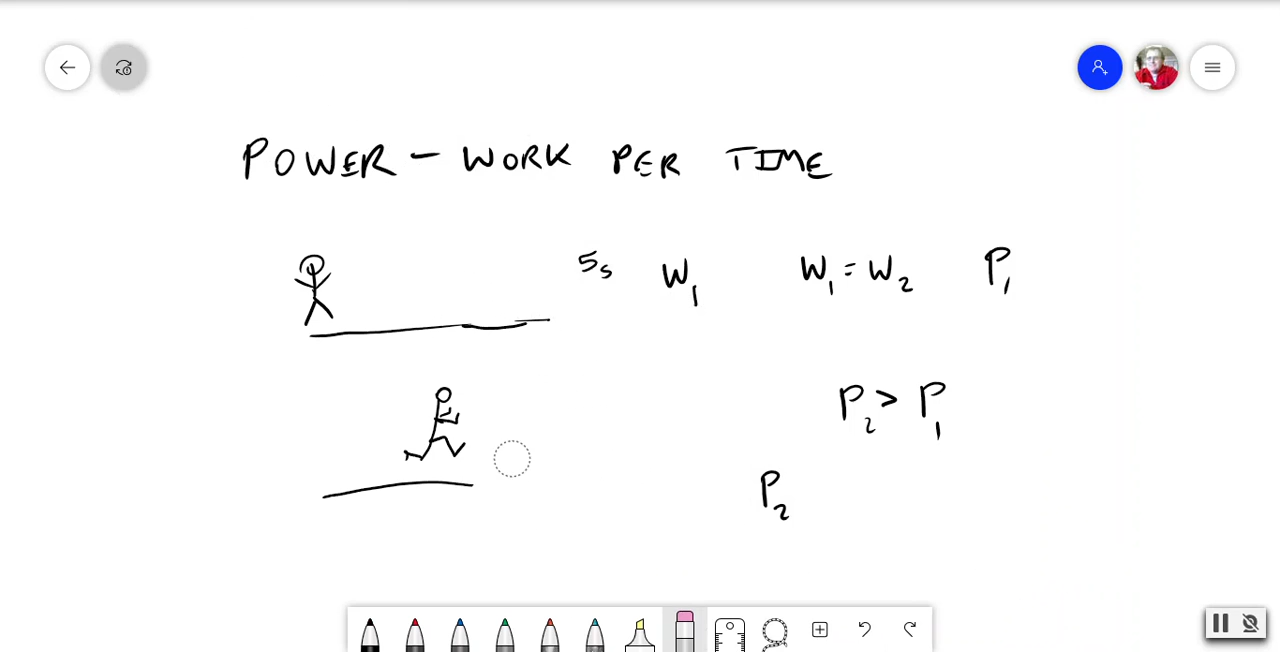 POWER - WORK PER TIME
5s W₁ W₁ = W₂ P₁
P₂ > P₁
P₂